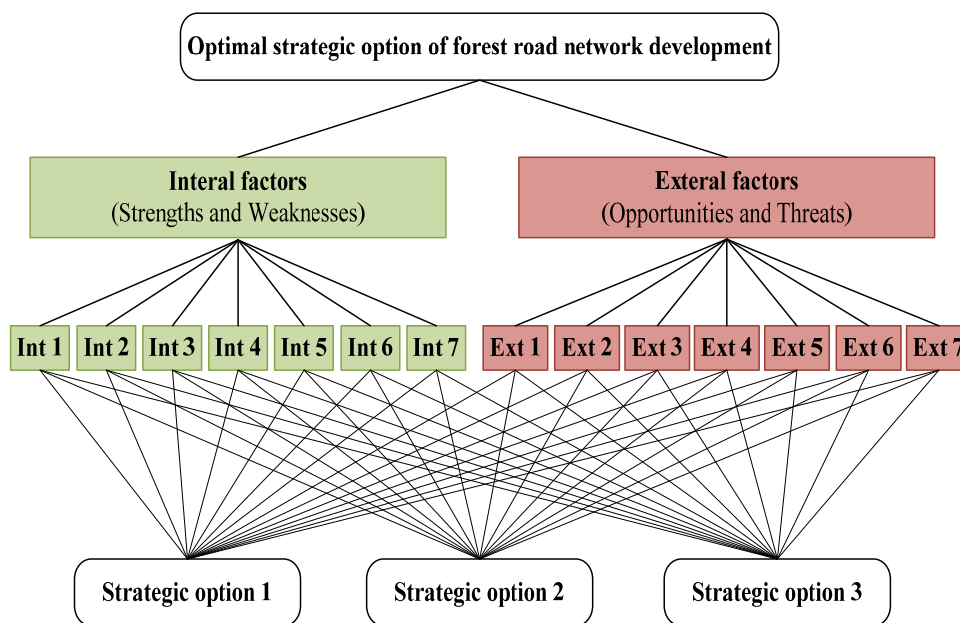 Optimal strategic option of forest road network development
Interal factors
(Strengths and Weaknesses)
Exteral factors
(Opportunities and Threats)
Int 1
Int 2
Int 3
Int 4
Int 5
Int 6
Int 7
Ext 1
Ext 2
Ext 3
Ext 4
Ext 5
Ext 6
Ext 7
Strategic option 1
Strategic option 2
Strategic option 3